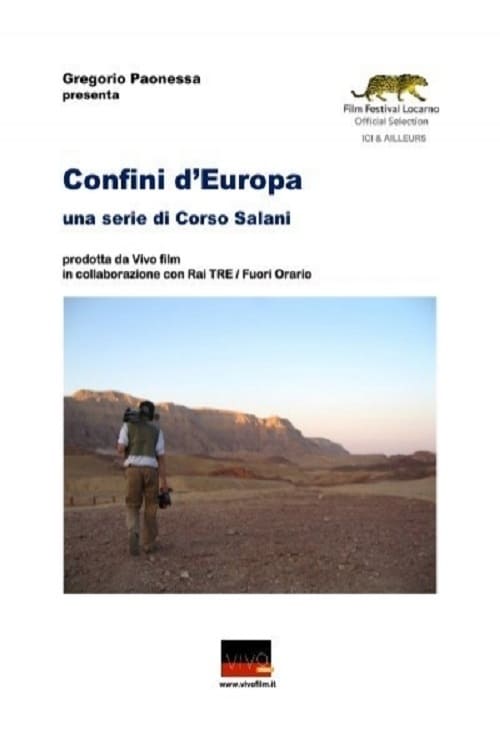 Gregorio Paonessa
presenta
Film Festival Locarno
Official Selection
ICI & AILLEURS
Confini d'Europa
una serie di Corso Salani
prodotta da Vivo film
in collaborazione con Rai TRE / Fuori Orario
VIVO
www.vivofilm.it